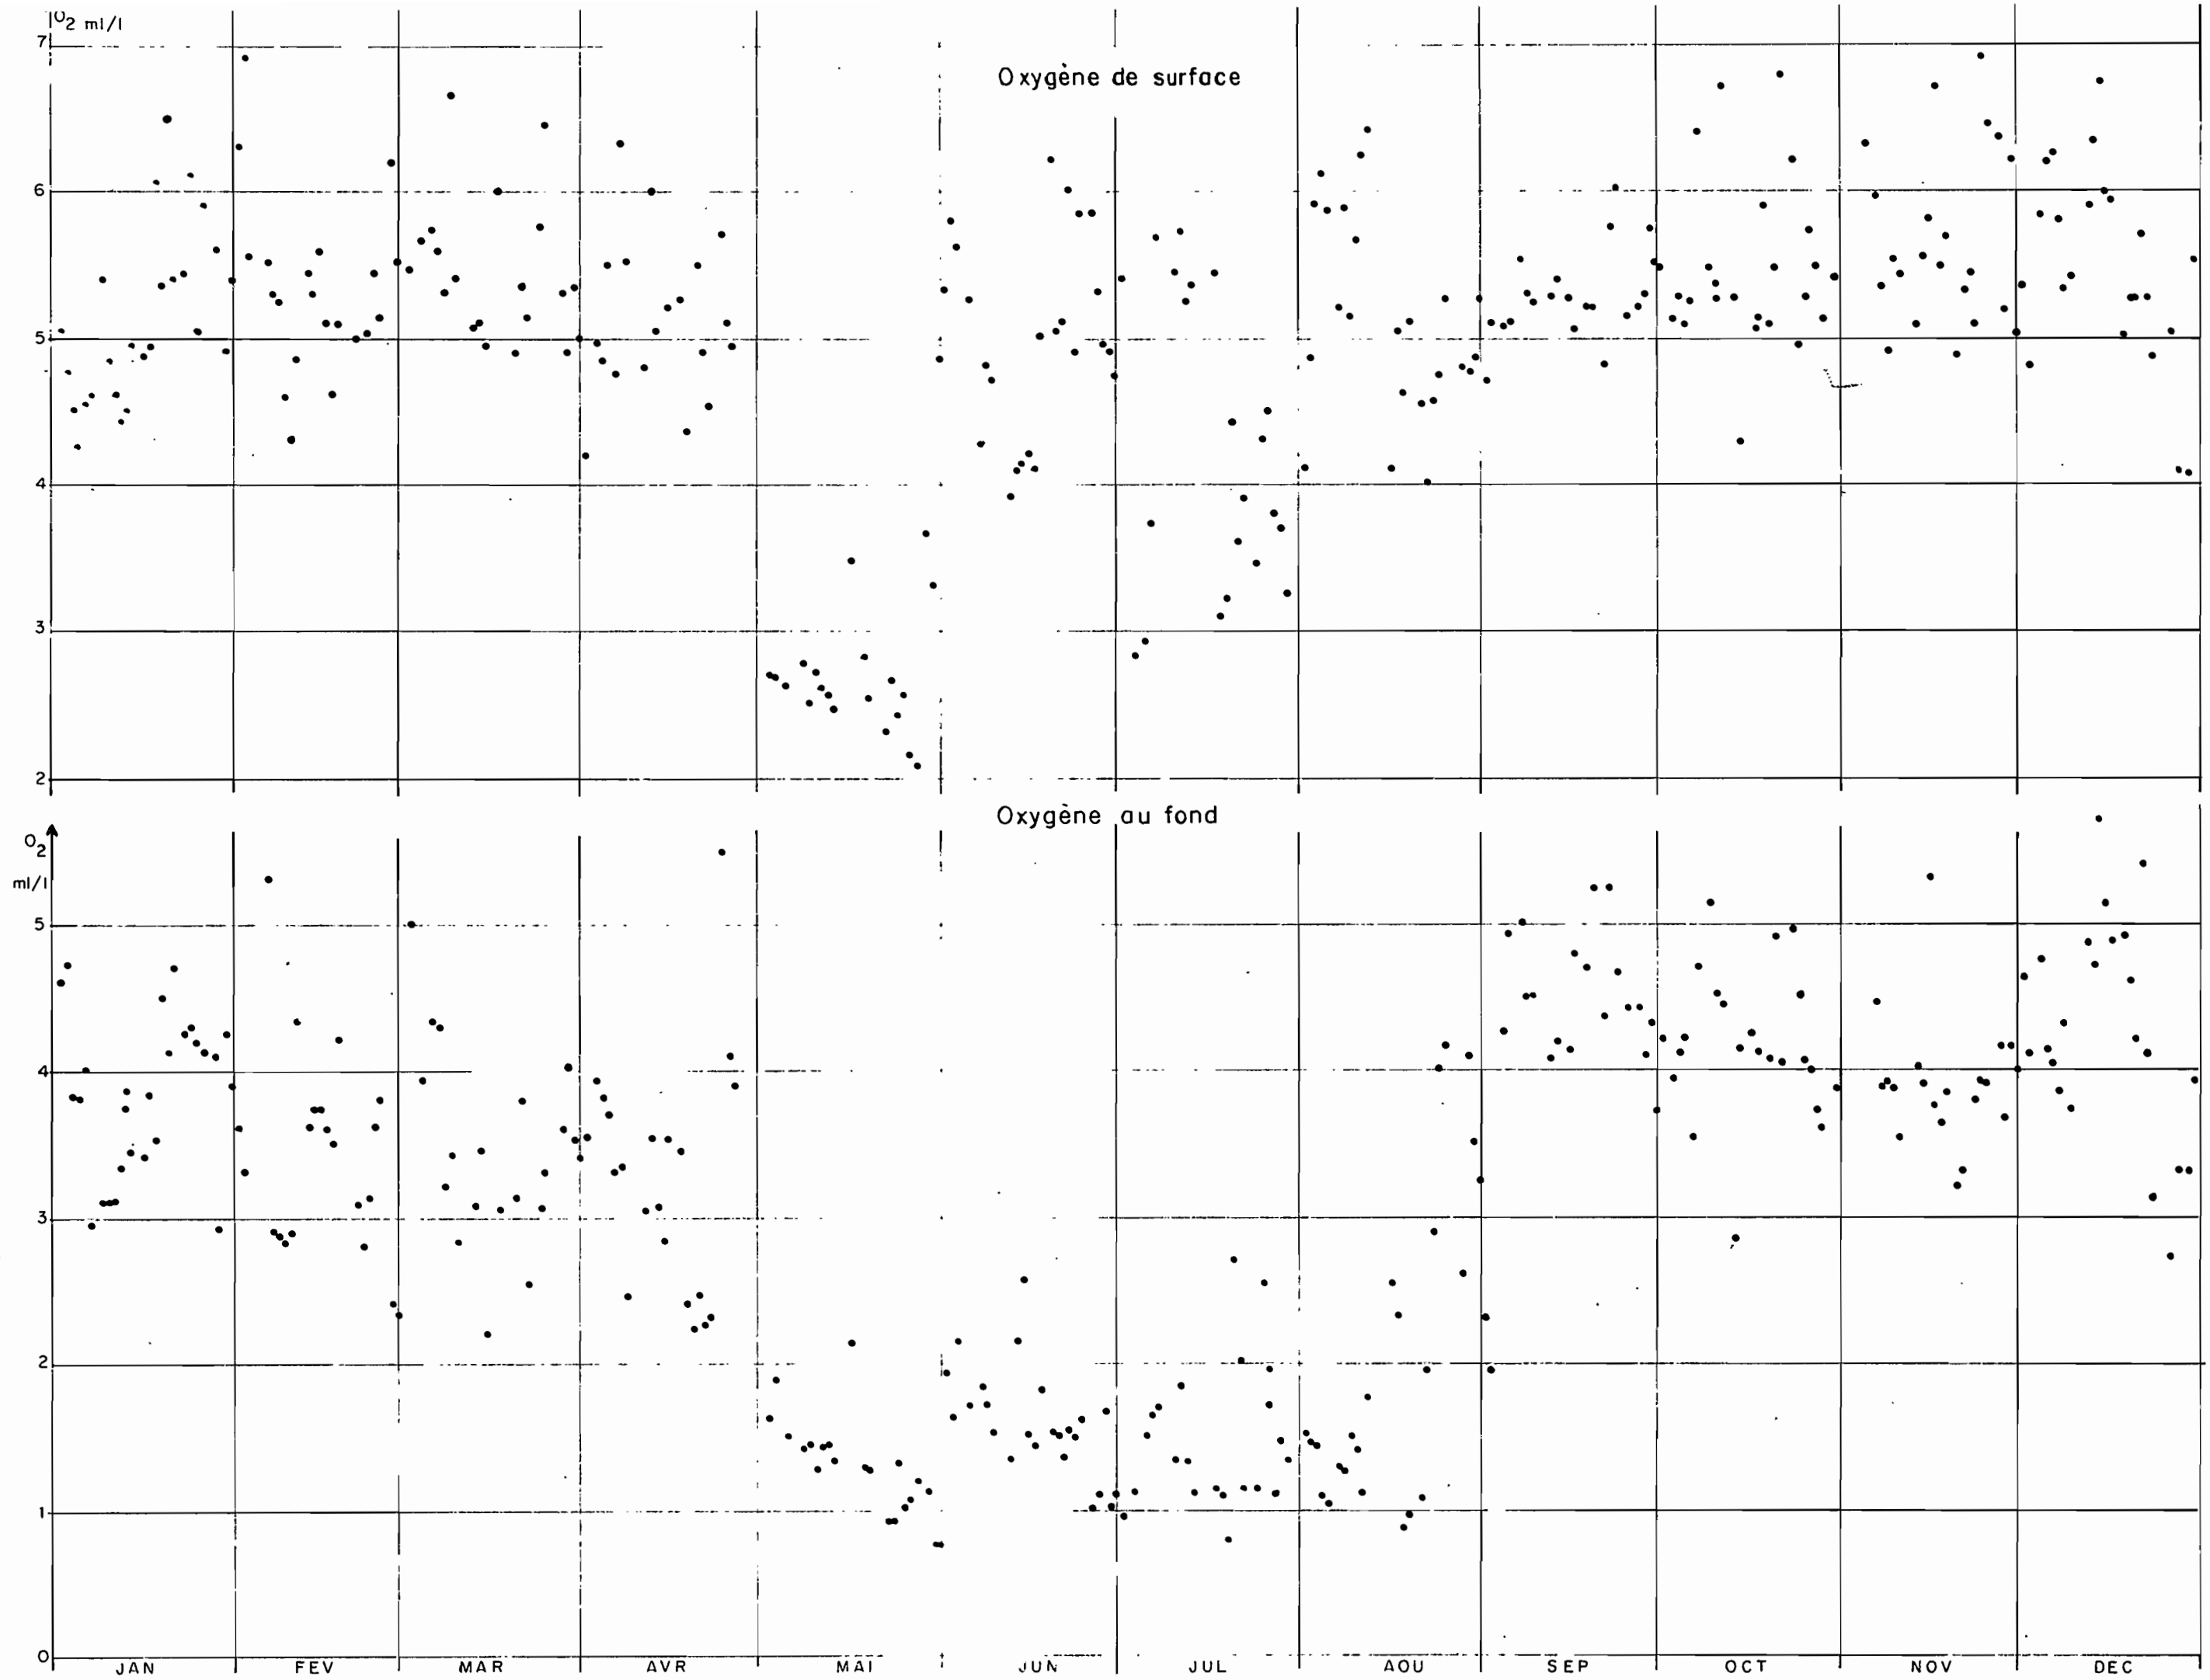 O2 ml/l
7
Oxygène de surface
6
5
4
3
2
Oxygène au fond
O2
ml/l
5
4
3
2
1
0
JAN FEV MAR AVR MAI JUN JUL AOU SEP OCT NOV DEC